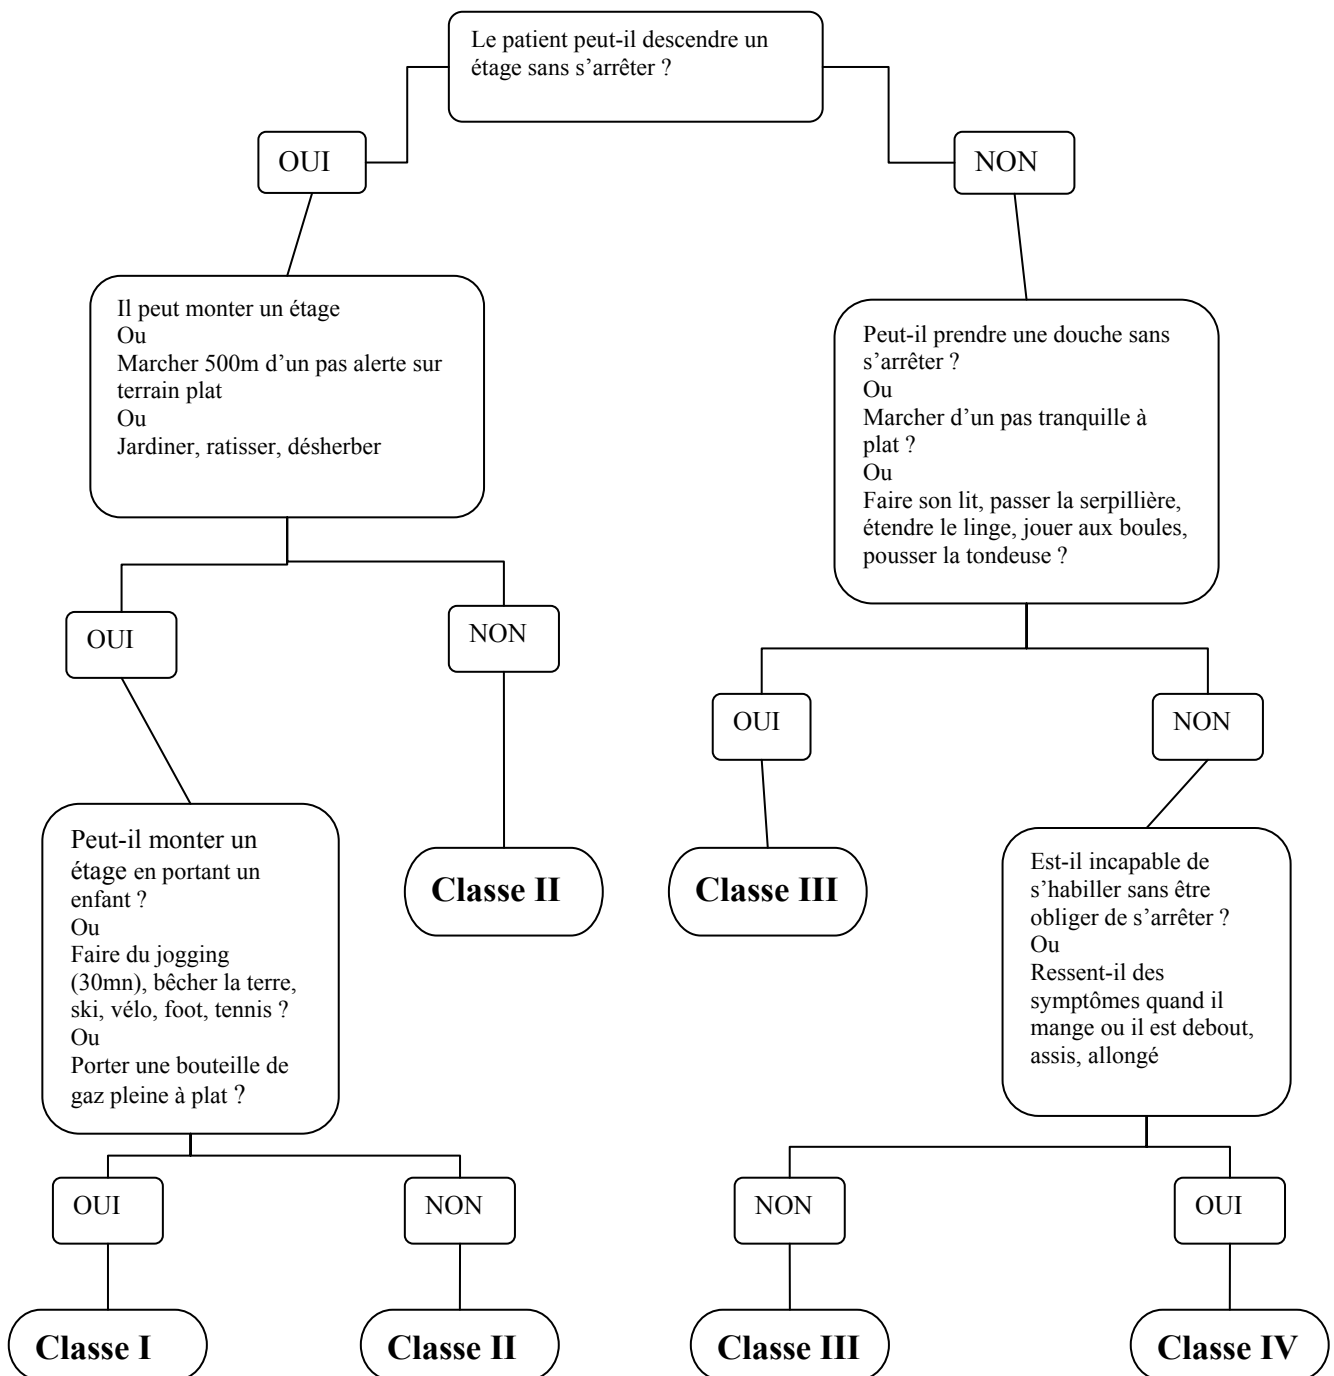 Le patient peut-il descendre un
étage sans s’arrêter ?
OUI
NON
Il peut monter un étage
Ou
Marcher 500m d’un pas alerte sur
terrain plat
Ou
Jardiner, ratisser, désherber
Peut-il prendre une douche sans
s’arrêter ?
Ou
Marcher d’un pas tranquille à
plat ?
Ou
Faire son lit, passer la serpillière,
étendre le linge, jouer aux boules,
pousser la tondeuse ?
OUI
NON
OUI
NON
Peut-il monter un
étage en portant un
enfant ?
Ou
Faire du jogging
(30mn), bêcher la terre,
ski, vélo, foot, tennis ?
Ou
Porter une bouteille de
gaz pleine à plat ?
Classe II
Classe III
Est-il incapable de
s’habiller sans être
obliger de s’arrêter ?
Ou
Ressent-il des
symptômes quand il
mange ou il est debout,
assis, allongé
OUI
NON
NON
OUI
Classe I
Classe II
Classe III
Classe IV